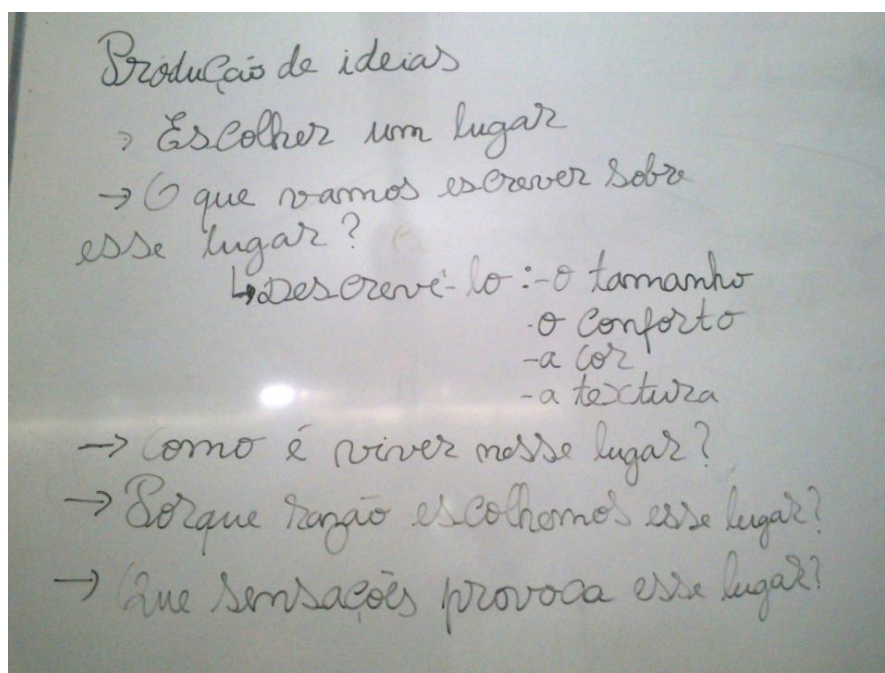 Produção de ideias
→ Escolher um lugar
→ O que vamos escrever sobre
esse lugar?
↳ Descrevê-lo: - o tamanho
- o conforto
- a cor
- a textura
→ Como é viver nesse lugar?
→ Porque razão escolhemos esse lugar?
→ Que sensações provoca esse lugar?